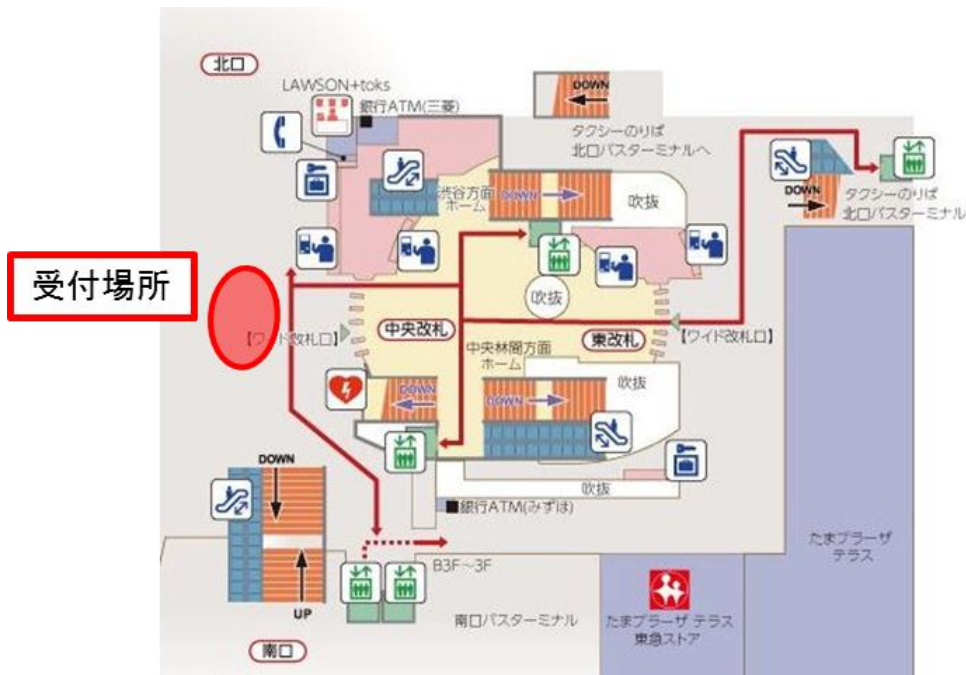 北口
LAWSON+toks
銀行ATM(三菱)
DOWN
タクシーのりば
北口バスターミナルへ
渋谷方面
ホーム
DOWN
吹抜
DOWN
タクシーのりば
北口バスターミナル
受付場所
吹抜
【ワイド改札口】
中央改札
東改札
【ワイド改札口】
中央林間方面
ホーム
吹抜
DOWN
DOWN
DOWN
吹抜
銀行ATM(みずほ)
たまプラーザ
テラス
B3F～3F
UP
南口バスターミナル
たまプラーザ テラス
東急ストア
南口